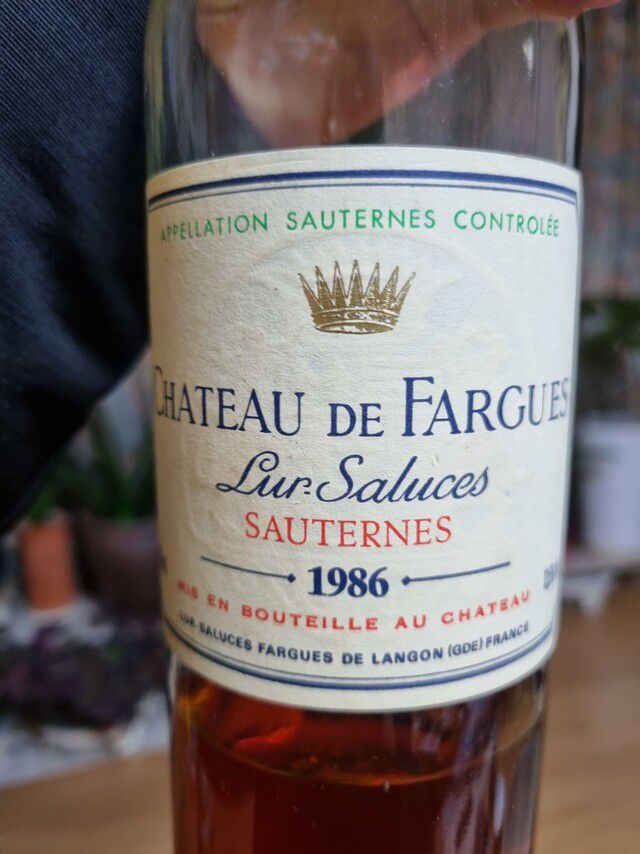 APPELLATION SAUTERNES CONTROLÉE
CHATEAU DE FARGUES
Lur-Saluces
SAUTERNES
1986
MIS EN BOUTEILLE AU CHATEAU
LUR-SALUCES FARGUES DE LANGON (GDE) FRANCE